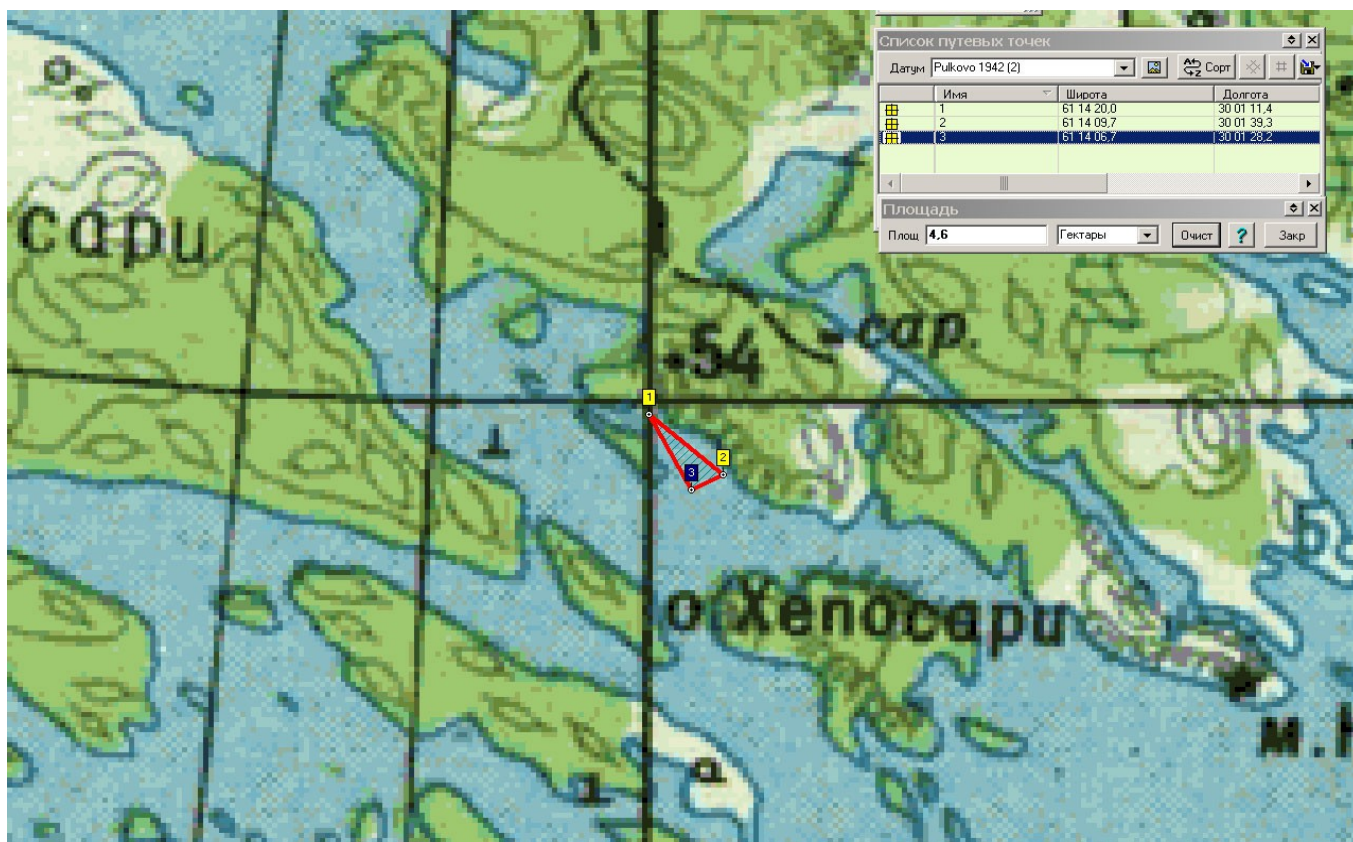 Список путевых точек
Датум Pulkovo 1942 (2) Сорт
Имя Широта Долгота
1 61 14 20,0 30 01 11,4
2 61 14 09,7 30 01 39,3
3 61 14 06,7 30 01 28,2
Площадь
Площ 4,6 Гектары Очист ? Закр
о.
сари
54
-сар.
1
2
3
о Хепосари
Б
м.Н
а